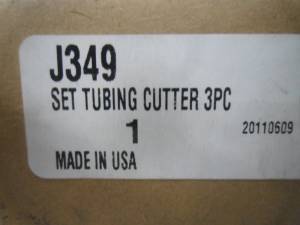 J349
SET TUBING CUTTER 3PC
1
20110609
MADE IN USA